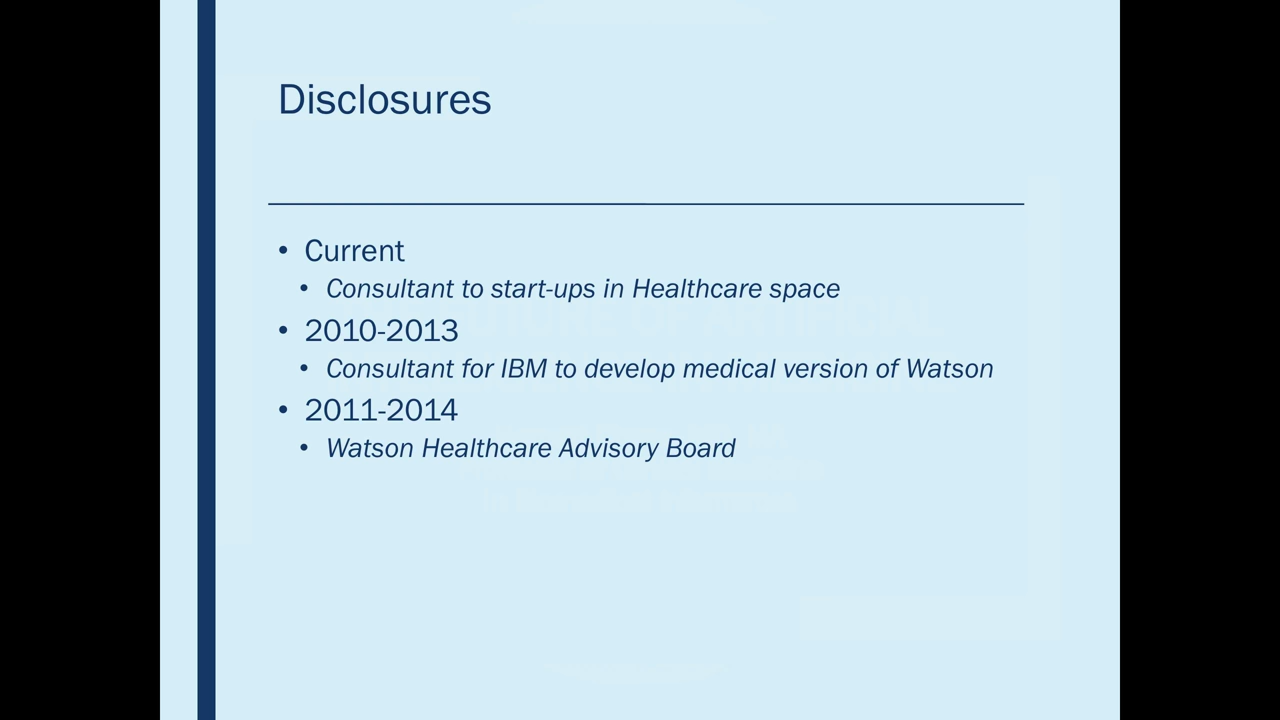 Disclosures
• Current
• Consultant to start-ups in Healthcare space
• 2010-2013
• Consultant for IBM to develop medical version of Watson
• 2011-2014
• Watson Healthcare Advisory Board